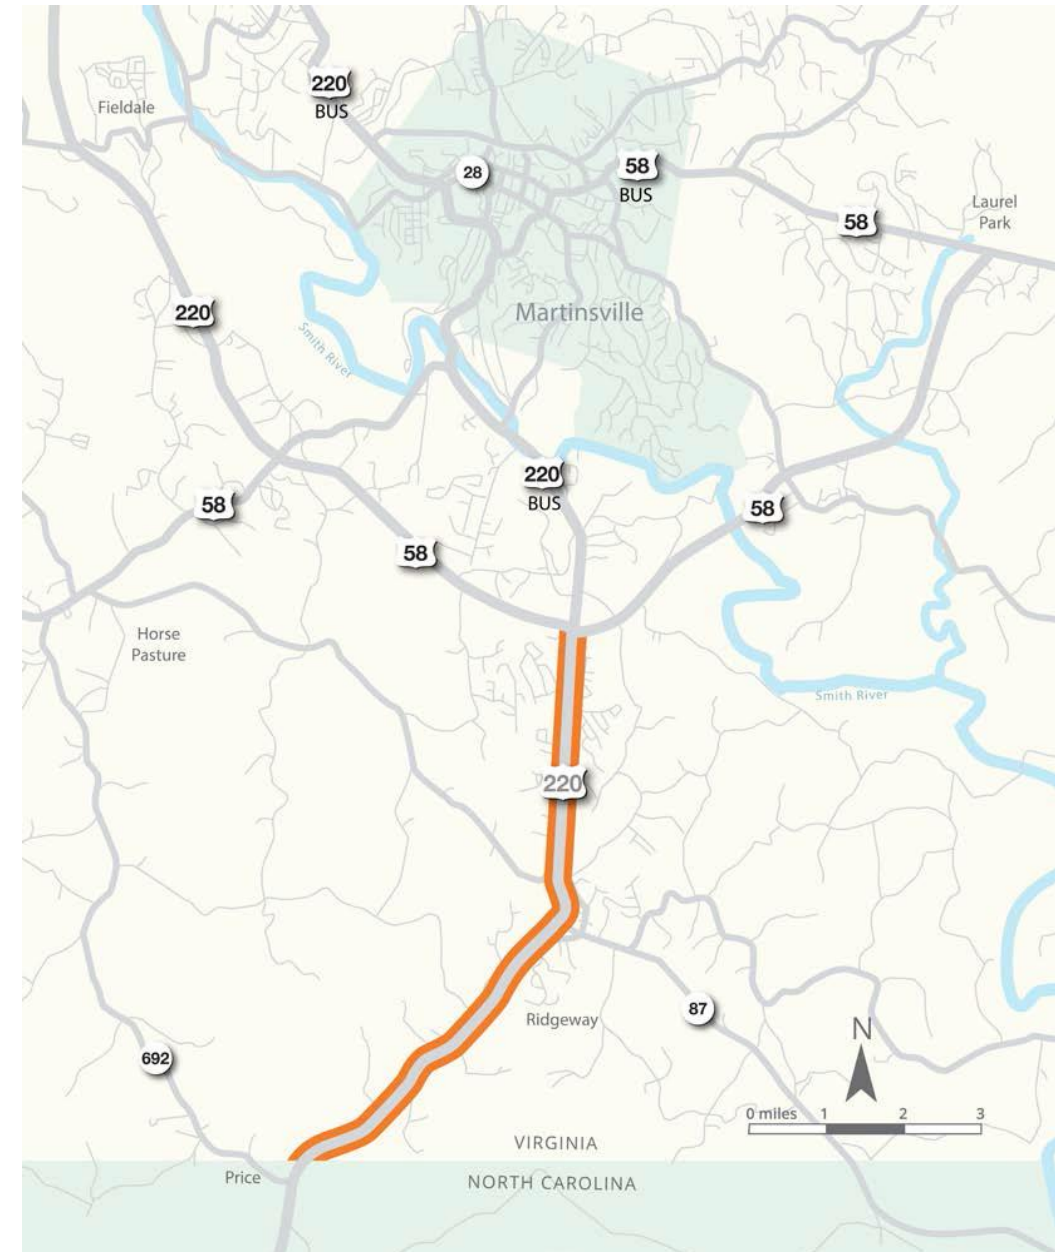 220
BUS
Fieldale
28
58
BUS
Laurel
Park
58
220
Martinsville
Smith River
220
BUS
58
58
58
Horse
Pasture
Smith River
220
87
Ridgeway
N
692
0 miles 1 2 3
VIRGINIA
Price
NORTH CAROLINA